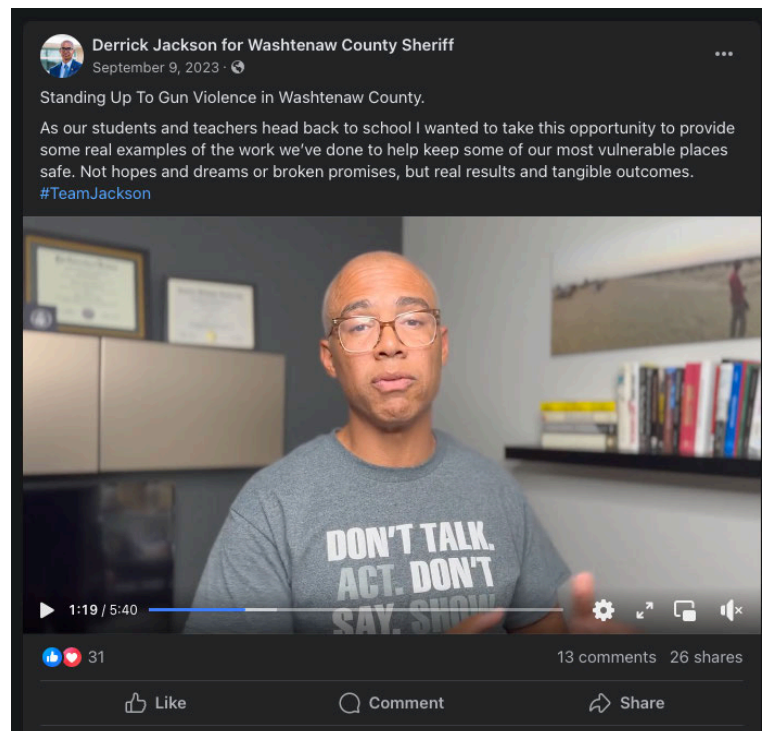 Derrick Jackson for Washtenaw County Sheriff
September 9, 2023 ·
Standing Up To Gun Violence in Washtenaw County.
As our students and teachers head back to school I wanted to take this opportunity to provide
some real examples of the work we've done to help keep some of our most vulnerable places
safe. Not hopes and dreams or broken promises, but real results and tangible outcomes.
#TeamJackson
DON'T TALK.
ACT. DON'T
SAY. SHOW
1:19 / 5:40
31
13 comments 26 shares
Like
Comment
Share